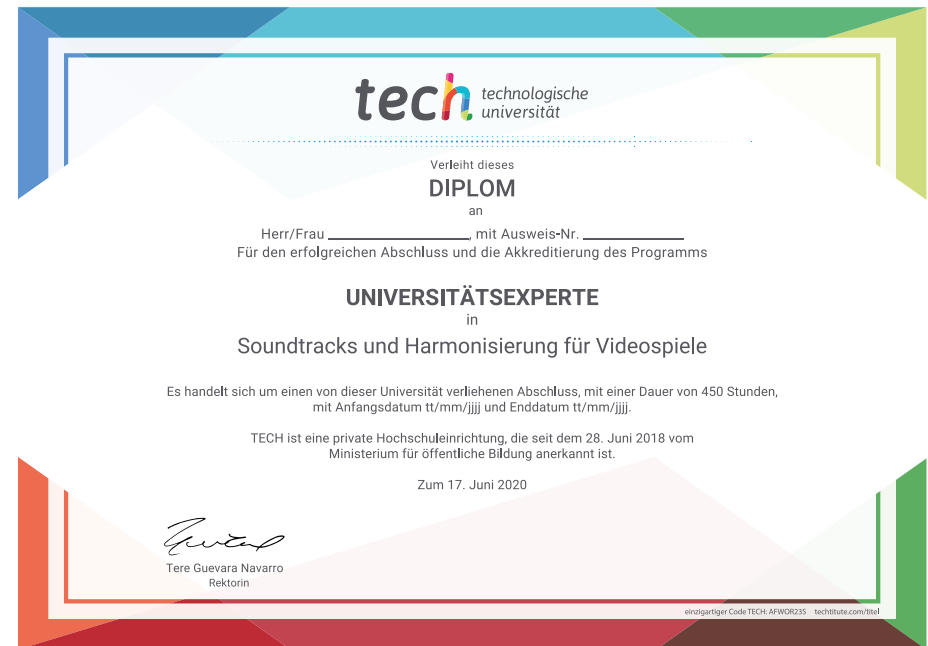 tech technologische
universität
Verleiht dieses
DIPLOM
an
Herr/Frau ____________________, mit Ausweis-Nr. ______________
Für den erfolgreichen Abschluss und die Akkreditierung des Programms
UNIVERSITÄTSEXPERTE
in
Soundtracks und Harmonisierung für Videospiele
Es handelt sich um einen von dieser Universität verliehenen Abschluss, mit einer Dauer von 450 Stunden,
mit Anfangsdatum tt/mm/jjjj und Enddatum tt/mm/jjjj.
TECH ist eine private Hochschuleinrichtung, die seit dem 28. Juni 2018 vom
Ministerium für öffentliche Bildung anerkannt ist.
Zum 17. Juni 2020
Tere Guevara Navarro
Rektorin
einzigartiger Code TECH: AFWOR23S techtitute.com/titel